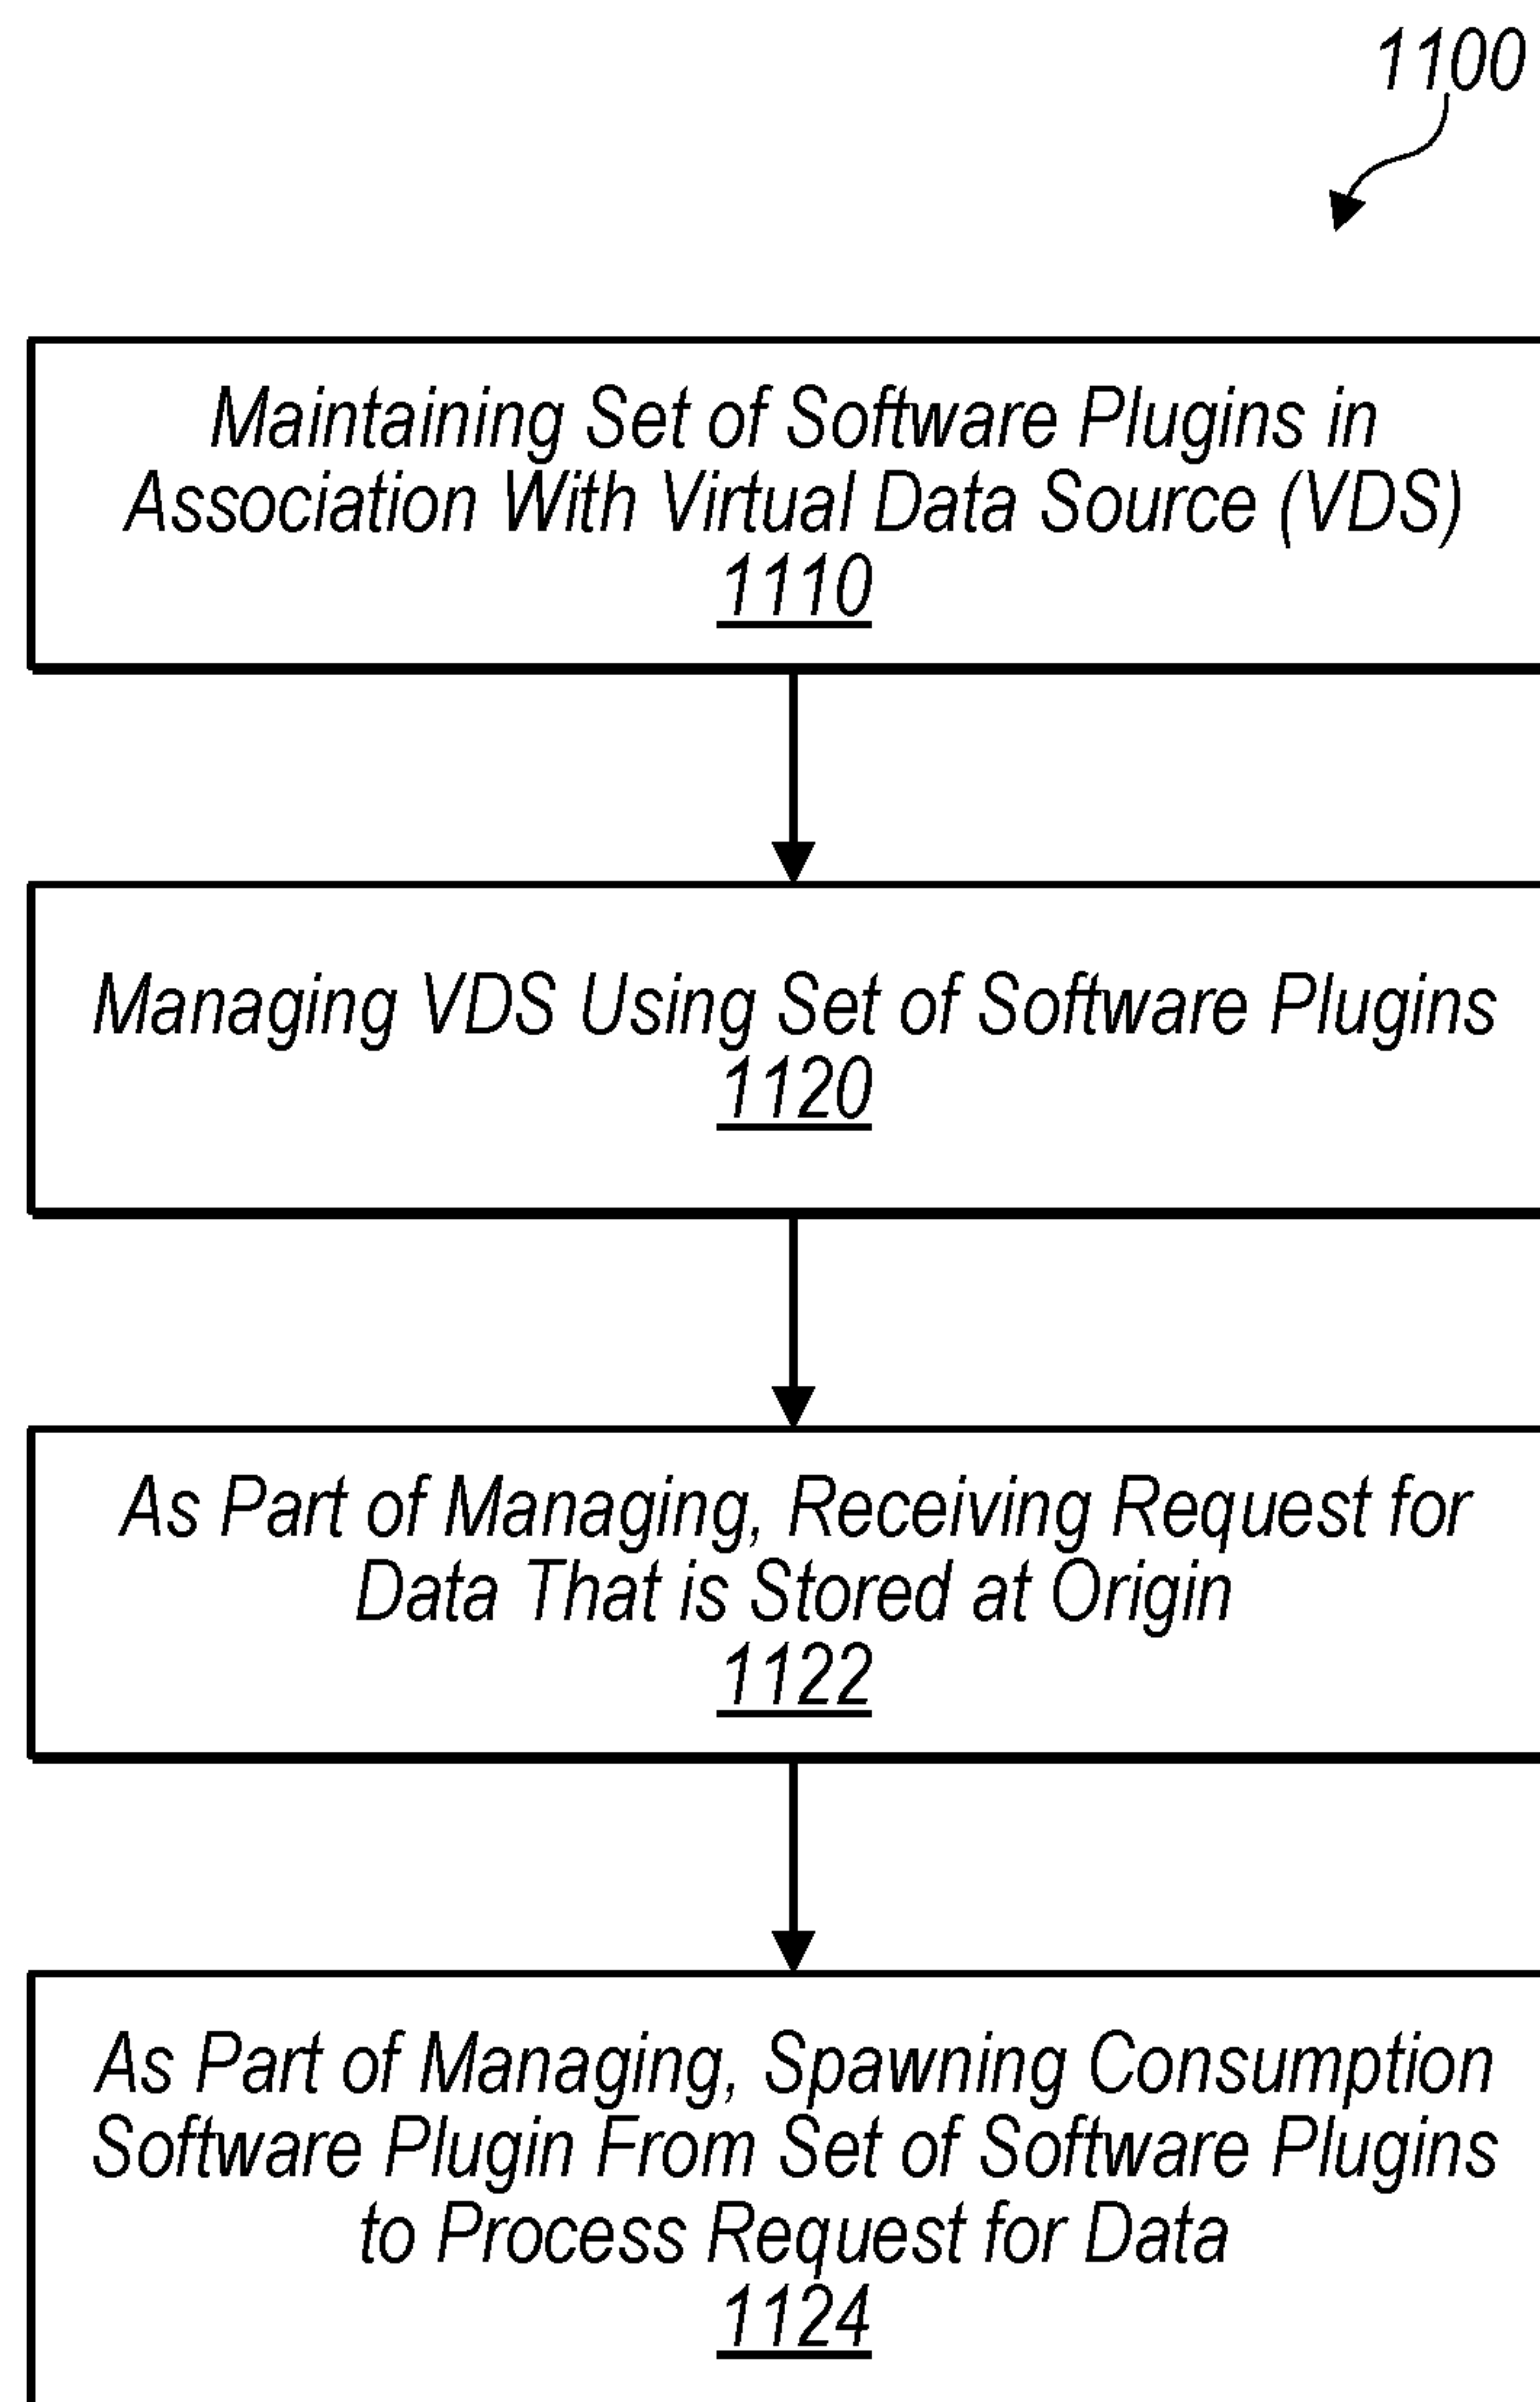 1100
Maintaining Set of Software Plugins in
Association With Virtual Data Source (VDS)
1110
Managing VDS Using Set of Software Plugins
1120
As Part of Managing, Receiving Request for
Data That is Stored at Origin
1122
As Part of Managing, Spawning Consumption
Software Plugin From Set of Software Plugins
to Process Request for Data
1124